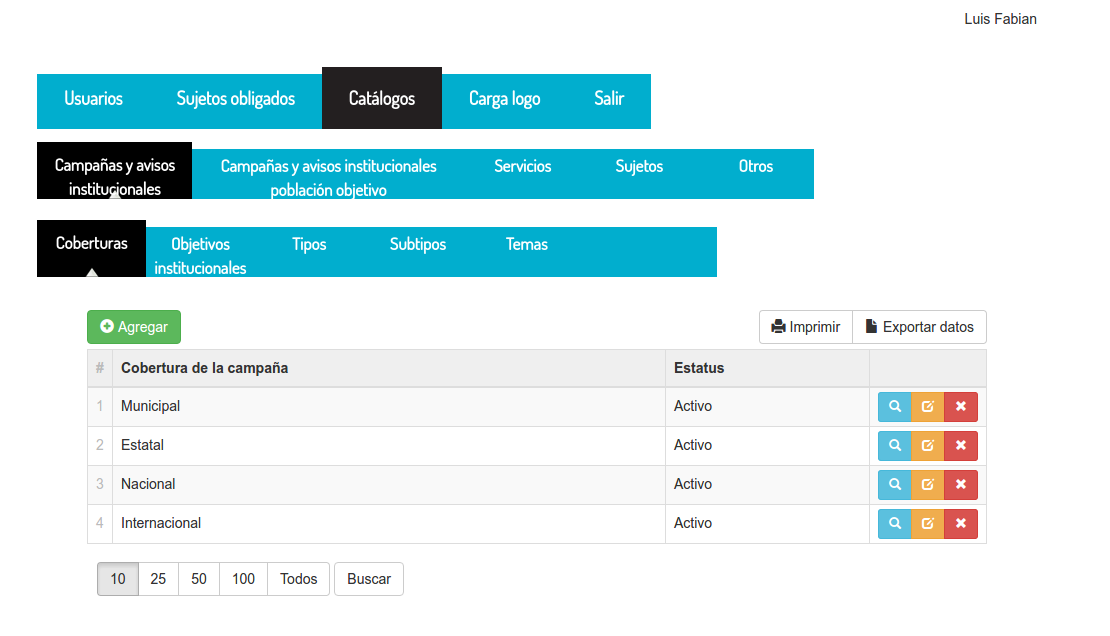 Luis Fabian
Usuarios Sujetos obligados Catálogos Carga logo Salir
Campañas y avisos institucionales Campañas y avisos institucionales población objetivo Servicios Sujetos Otros
Coberturas Objetivos institucionales Tipos Subtipos Temas
Agregar Imprimir Exportar datos
# Cobertura de la campaña Estatus
1 Municipal Activo
2 Estatal Activo
3 Nacional Activo
4 Internacional Activo
10 25 50 100 Todos Buscar